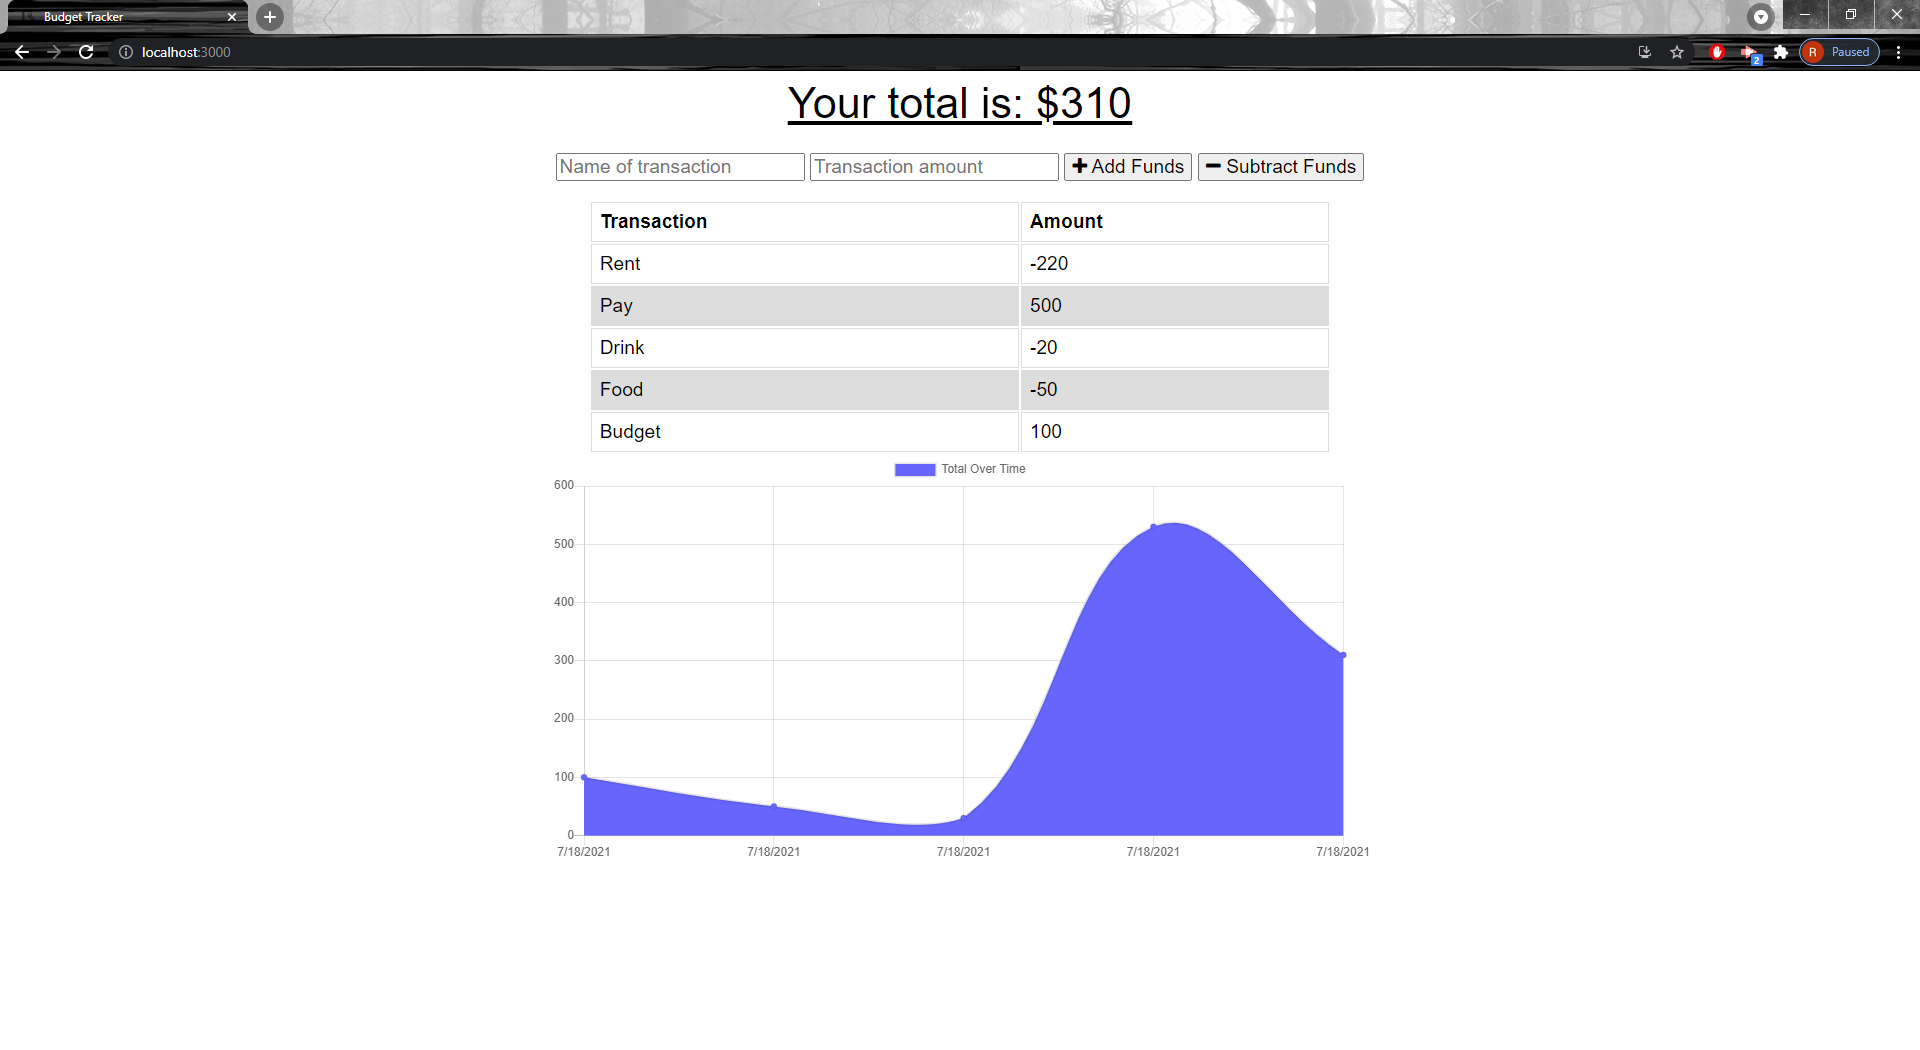 Budget Tracker
localhost:3000
2
R Paused
Your total is: $310
Name of transaction Transaction amount Add Funds Subtract Funds
Transaction Amount
Rent -220
Pay 500
Drink -20
Food -50
Budget 100
Total Over Time
600
500
400
300
200
100
0
7/18/2021 7/18/2021 7/18/2021 7/18/2021 7/18/2021